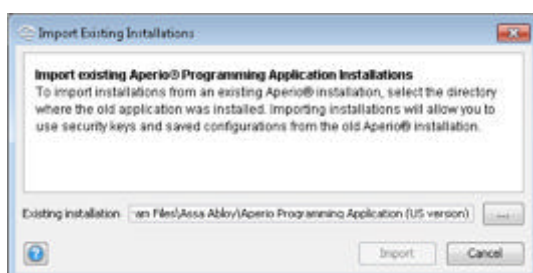 Import Existing Installations
Import existing Aperio® Programming Application Installations
To import installations from an existing Aperio® installation, select the directory
where the old application was installed. Importing installations will allow you to
use security keys and saved configurations from the old Aperio® installation.
Existing installation am Files\Assa Abloy\Aperio Programming Application (US version) ...
? Import Cancel